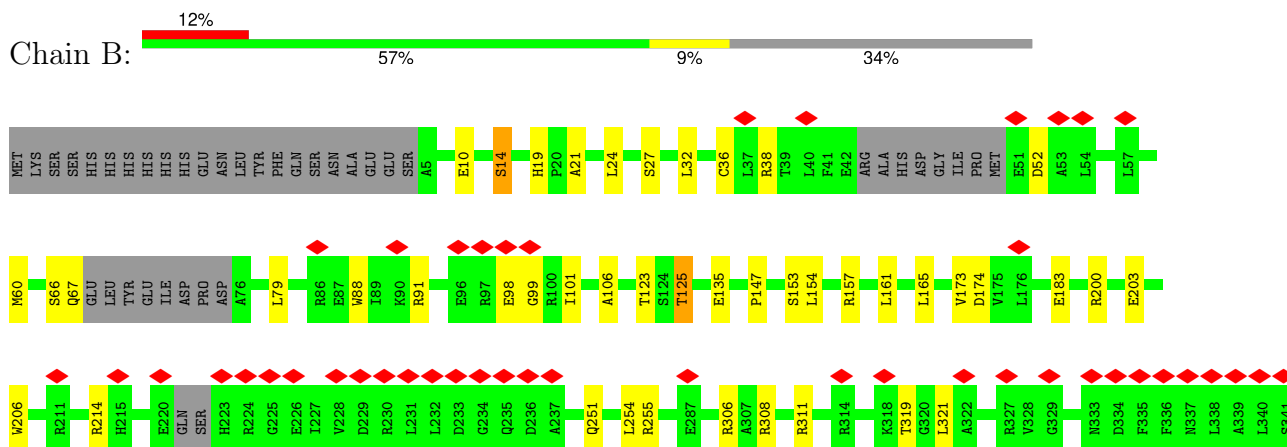 12%
Chain B:
57% 9% 34%
MET LYS SER SER HIS HIS HIS HIS HIS HIS GLU ASN LEU TYR PHE GLN SER ASN ALA GLU GLU SER A5 E10 S14 H19 P20 A21 L24 S27 L32 C36 L37 R38 T39 L40 F41 E42 ARG ALA HIS ASP GLY ILE PRO MET E51 D52 A53 L54 L57
M60 S66 Q67 GLU LEU TYR GLU ILE ASP PRO ASP A76 L79 R86 E87 W88 I89 K90 R91 E96 R97 E98 G99 R100 I101 A106 T123 S124 T125 E135 P147 S153 L154 R157 L161 L165 V173 D174 V175 L176 E183 R200 E203
W206 R211 R214 H215 E220 GLN SER H223 R224 G225 E226 I227 V228 D229 R230 L231 L232 D233 G234 Q235 D236 A237 Q251 L254 R255 E287 R306 A307 R308 R311 R314 K318 T319 G320 L321 A322 R327 V328 G329 N333 D334 F335 F336 N337 L338 A339 L340